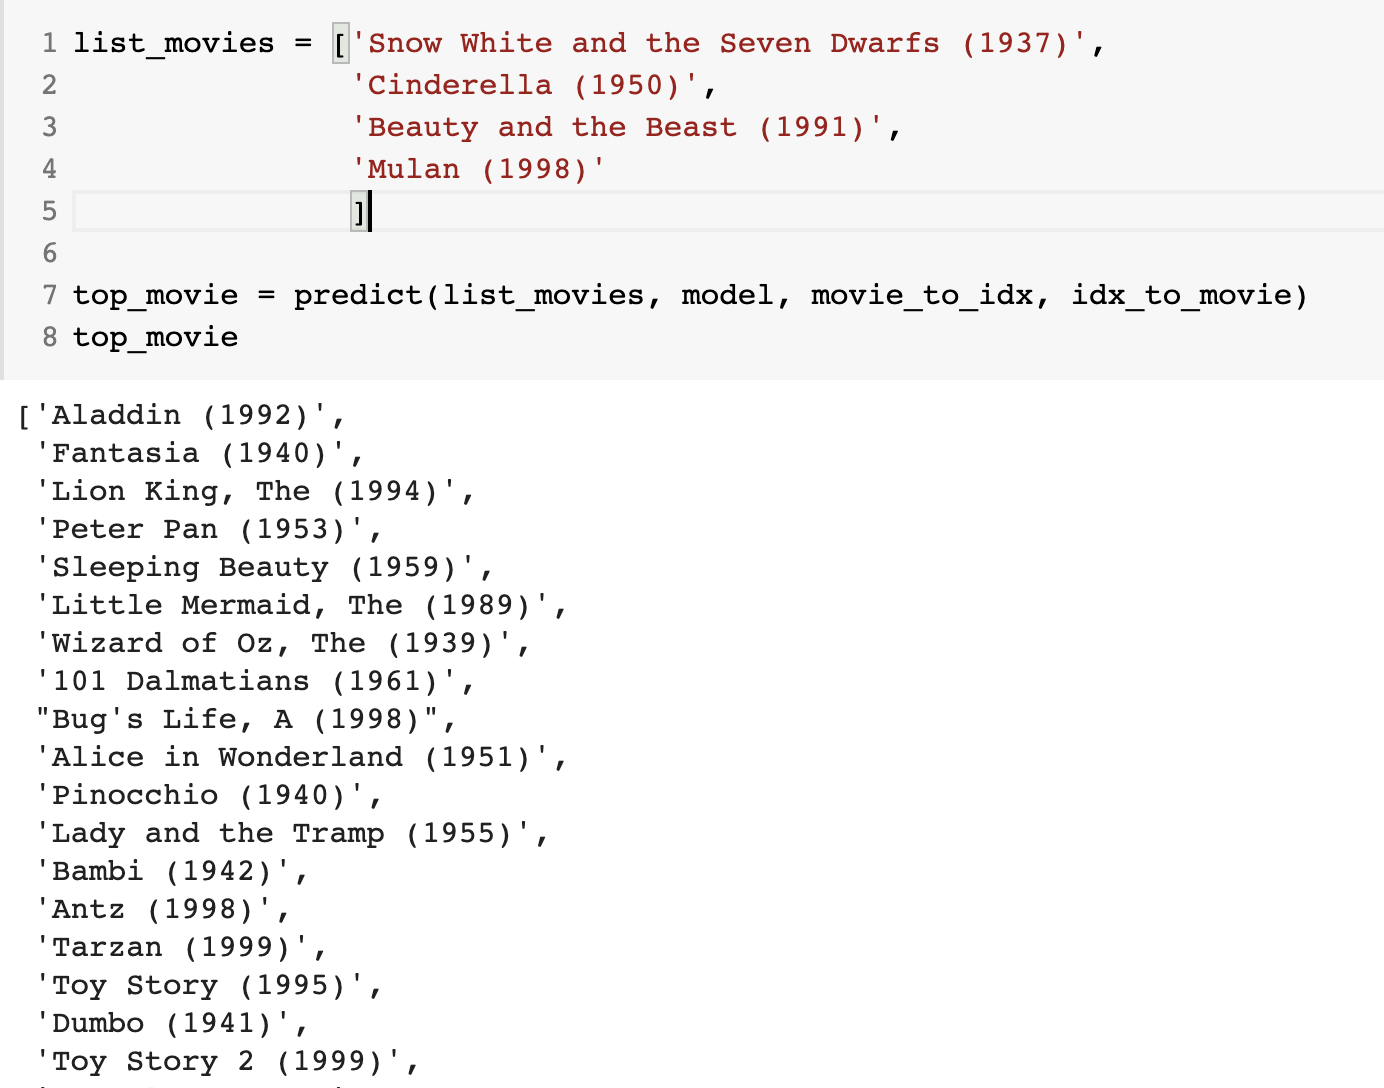 1 list_movies = ['Snow White and the Seven Dwarfs (1937)',
2 'Cinderella (1950)',
3 'Beauty and the Beast (1991)',
4 'Mulan (1998)'
5 ]
6
7 top_movie = predict(list_movies, model, movie_to_idx, idx_to_movie)
8 top_movie
['Aladdin (1992)',
'Fantasia (1940)',
'Lion King, The (1994)',
'Peter Pan (1953)',
'Sleeping Beauty (1959)',
'Little Mermaid, The (1989)',
'Wizard of Oz, The (1939)',
'101 Dalmatians (1961)',
"Bug's Life, A (1998)",
'Alice in Wonderland (1951)',
'Pinocchio (1940)',
'Lady and the Tramp (1955)',
'Bambi (1942)',
'Antz (1998)',
'Tarzan (1999)',
'Toy Story (1995)',
'Dumbo (1941)',
'Toy Story 2 (1999)',